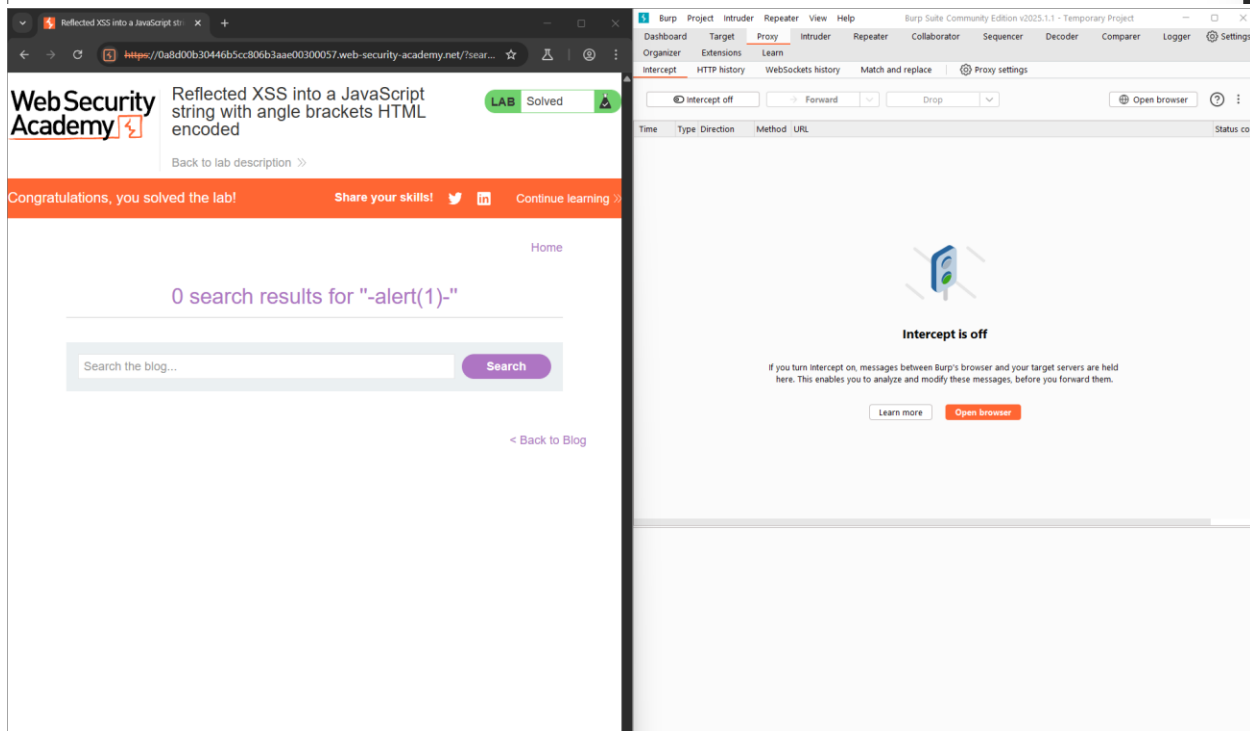 Reflected XSS into a JavaScript str
https://0a8d00b30446b5cc806b3aae00300057.web-security-academy.net/?sear...
Web Security
Academy
Reflected XSS into a JavaScript
string with angle brackets HTML
encoded
LAB Solved
Back to lab description
Congratulations, you solved the lab!
Share your skills!
in
Continue learning
Home
0 search results for "-alert(1)-"
Search the blog...
Search
< Back to Blog
Burp Project Intruder Repeater View Help
Burp Suite Community Edition v2025.1.1 - Temporary Project
Dashboard Target Proxy Intruder Repeater Collaborator Sequencer Decoder Comparer Logger Settings
Organizer Extensions Learn
Intercept HTTP history WebSockets history Match and replace Proxy settings
Intercept off Forward Drop Open browser
Time Type Direction Method URL Status co
Intercept is off
If you turn Intercept on, messages between Burp's browser and your target servers are held
here. This enables you to analyze and modify these messages, before you forward them.
Learn more Open browser